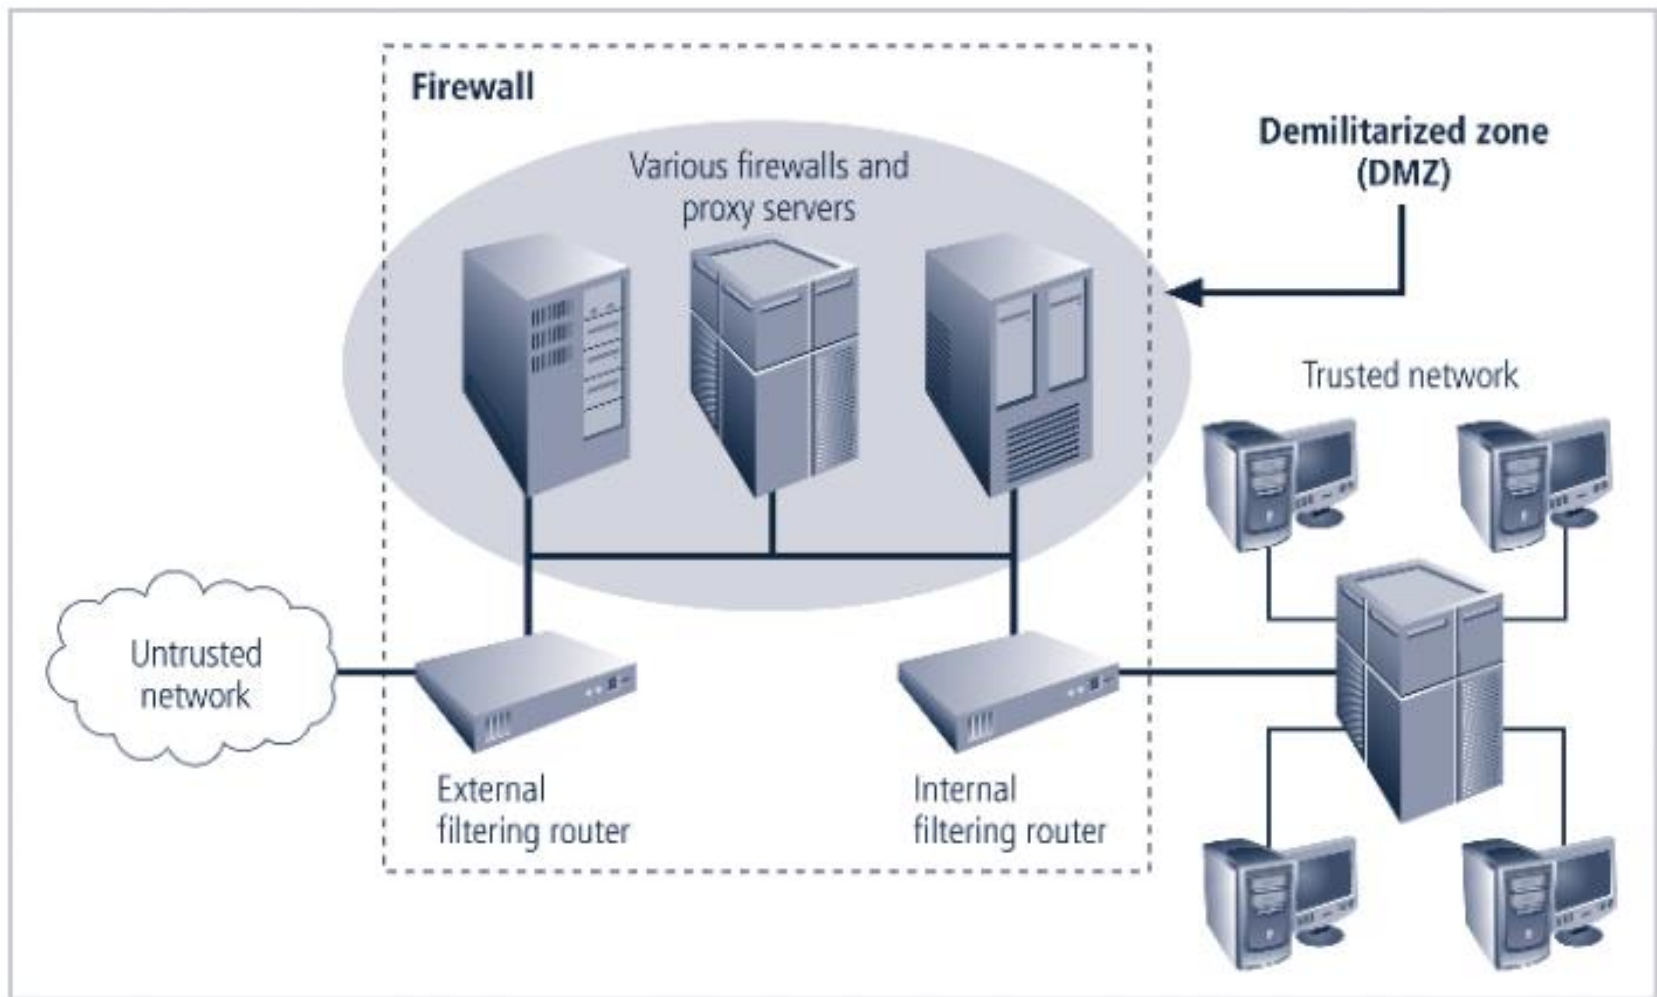 Firewall
Various firewalls and
proxy servers
Demilitarized zone
(DMZ)
Trusted network
Untrusted
network
External
filtering router
Internal
filtering router